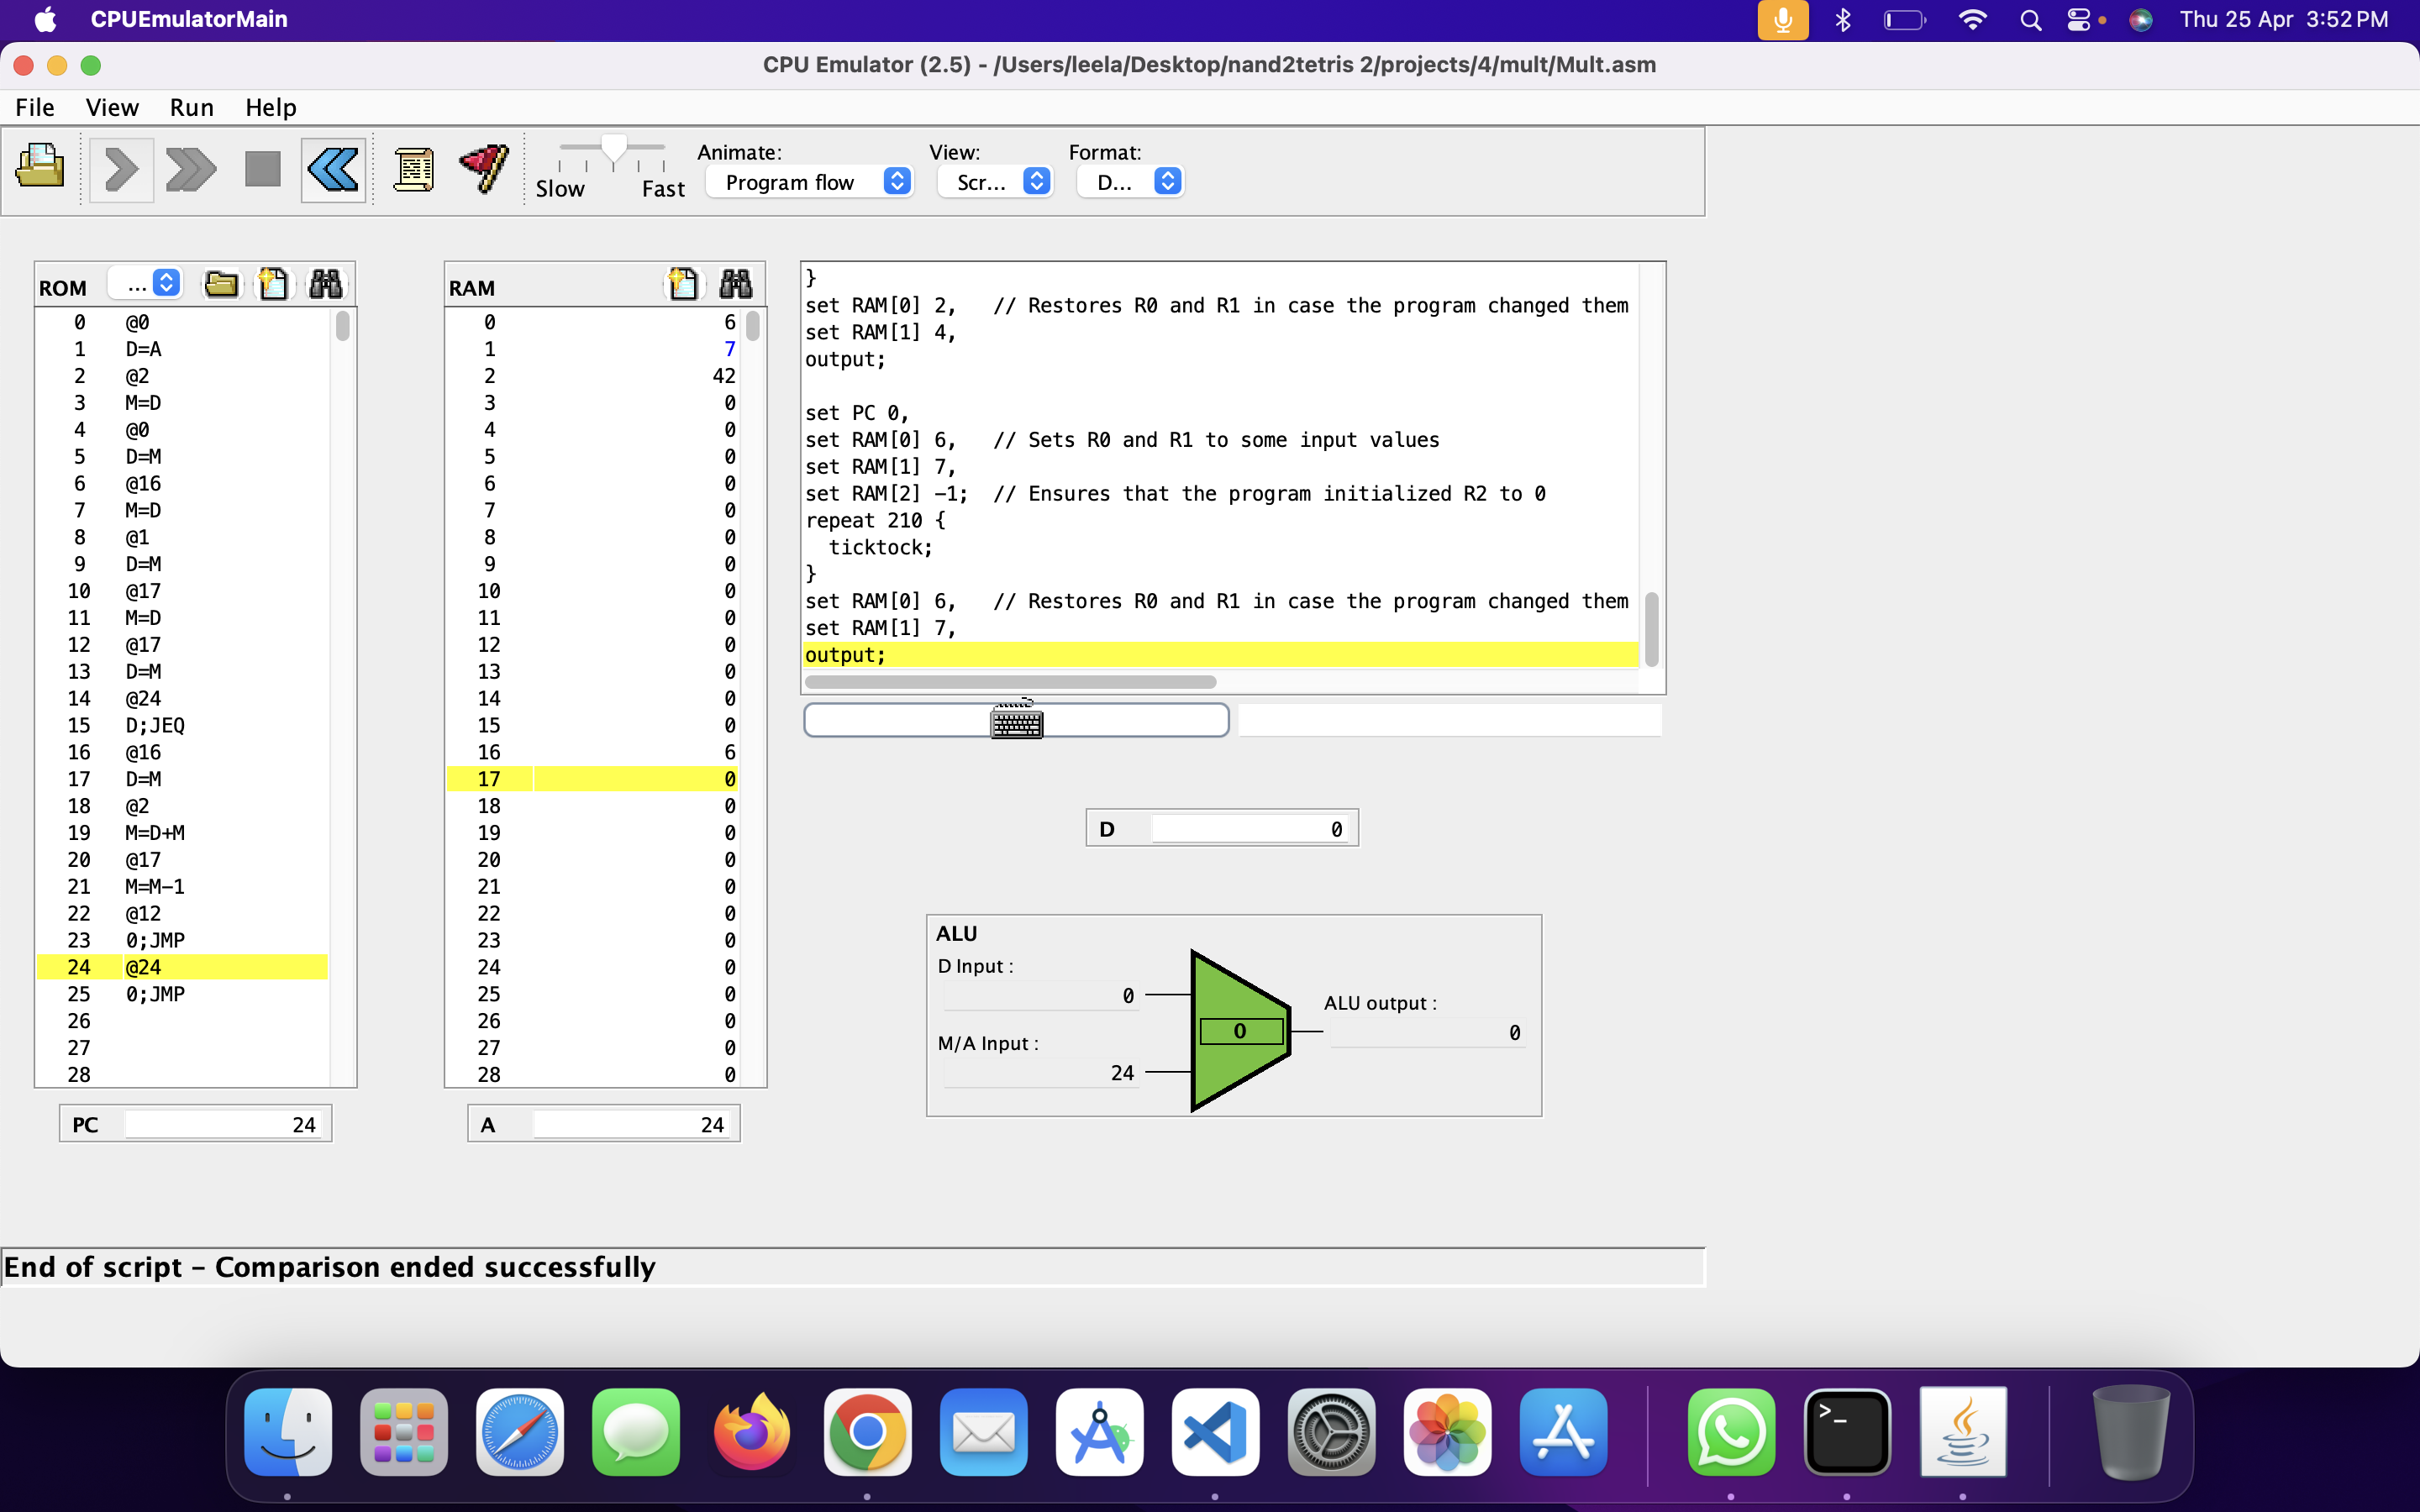 CPUEmulatorMain
Thu 25 Apr 3:52 PM
CPU Emulator (2.5) - /Users/leela/Desktop/nand2tetris 2/projects/4/mult/Mult.asm
File View Run Help
Animate: View: Format:
Slow Fast Program flow Scr... D...
ROM ...
0 @0
1 D=A
2 @2
3 M=D
4 @0
5 D=M
6 @16
7 M=D
8 @1
9 D=M
10 @17
11 M=D
12 @17
13 D=M
14 @24
15 D;JEQ
16 @16
17 D=M
18 @2
19 M=D+M
20 @17
21 M=M-1
22 @12
23 0;JMP
24 @24
25 0;JMP
26
27
28
PC 24
RAM
0 6
1 7
2 42
3 0
4 0
5 0
6 0
7 0
8 0
9 0
10 0
11 0
12 0
13 0
14 0
15 0
16 6
17 0
18 0
19 0
20 0
21 0
22 0
23 0
24 0
25 0
26 0
27 0
28 0
A 24
}
set RAM[0] 2, // Restores R0 and R1 in case the program changed them
set RAM[1] 4,
output;
set PC 0,
set RAM[0] 6, // Sets R0 and R1 to some input values
set RAM[1] 7,
set RAM[2] -1; // Ensures that the program initialized R2 to 0
repeat 210 {
ticktock;
}
set RAM[0] 6, // Restores R0 and R1 in case the program changed them
set RAM[1] 7,
output;
D 0
ALU
D Input :
0
M/A Input :
24
0
ALU output :
0
End of script – Comparison ended successfully
>_